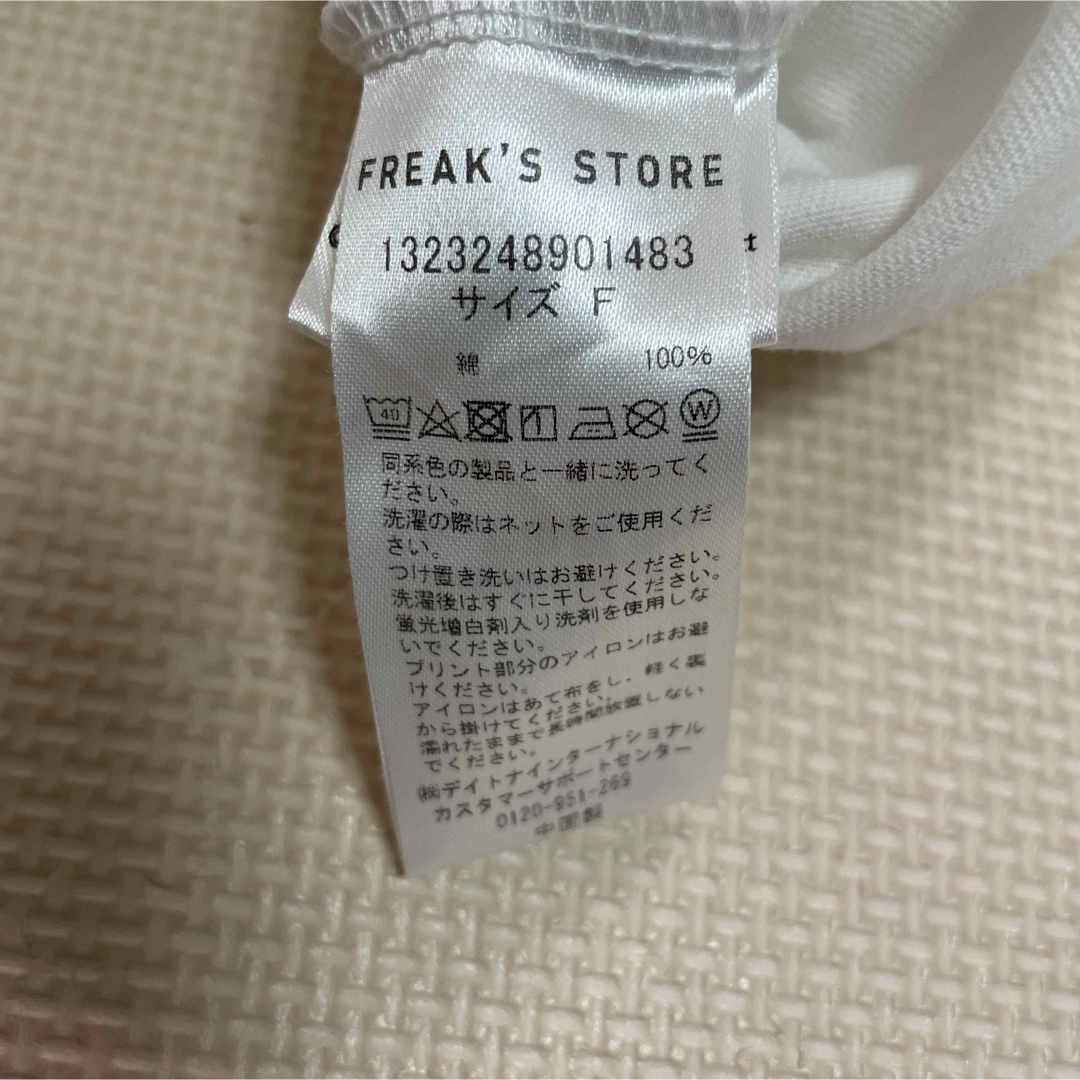 FREAK'S STORE
1323248901483
t
サイズ F
綿 100%
40
W
同系色の製品と一緒に洗ってく
ださい。
洗濯の際はネットをご使用くだ
さい。
つけ置き洗いはお避けください。
洗濯後はすぐに干してください。
蛍光増白剤入り洗剤を使用しな
いでください。
プリント部分のアイロンはお避
けください。
アイロンはあて布をし、軽く裏
から掛けてください。
濡れたままで長時間放置しない
でください。
㈱デイトナインターナショナル
カスタマーサポートセンター
0120-951-269
中国製